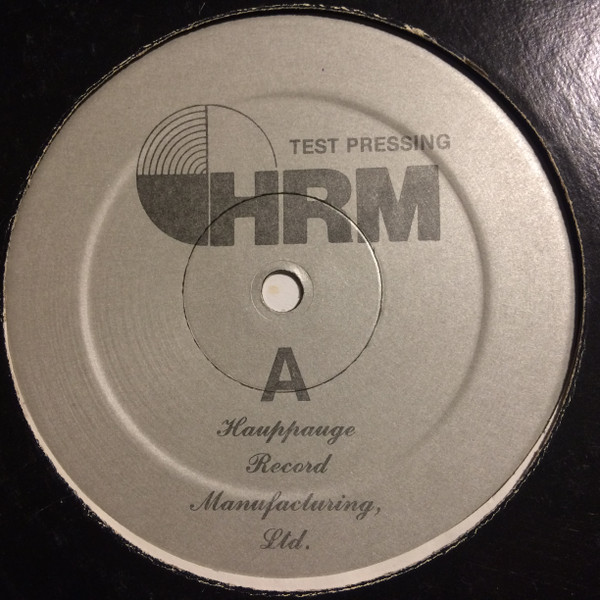 TEST PRESSING
HRM
A
Hauppauge
Record
Manufacturing,
Ltd.